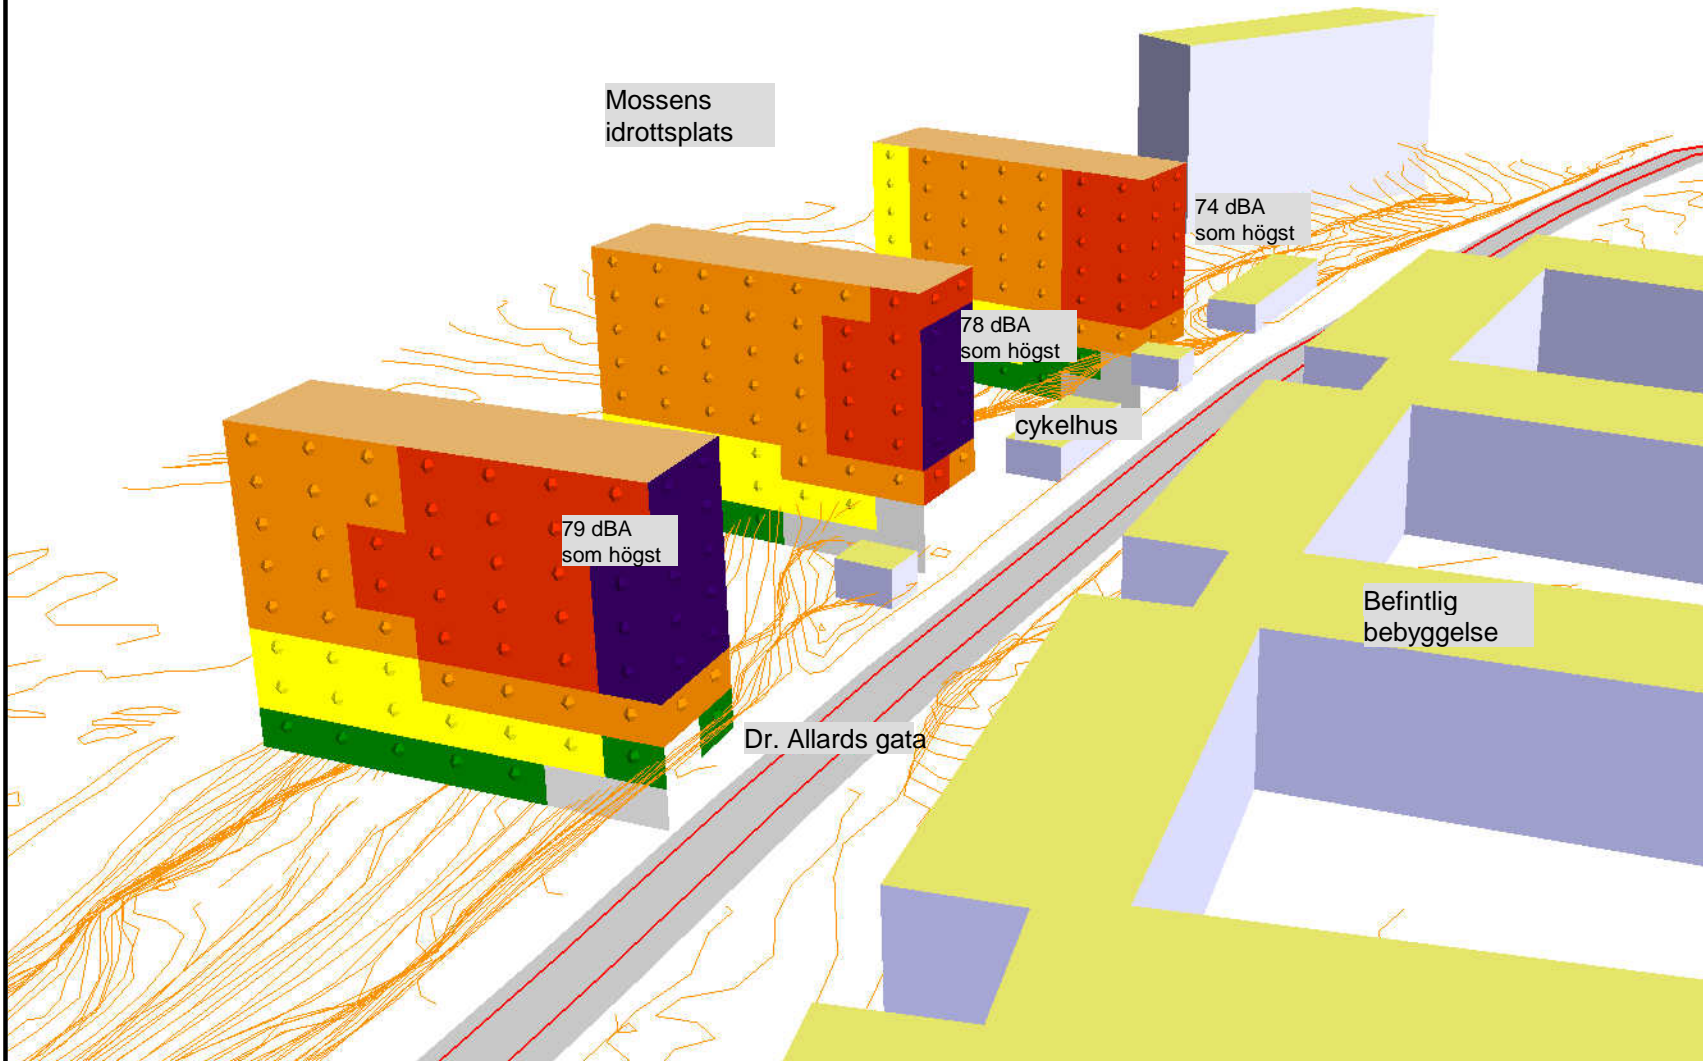 Mossens
idrottsplats
74 dBA
som högst
78 dBA
som högst
cykelhus
79 dBA
som högst
Befintlig
bebyggelse
Dr. Allards gata